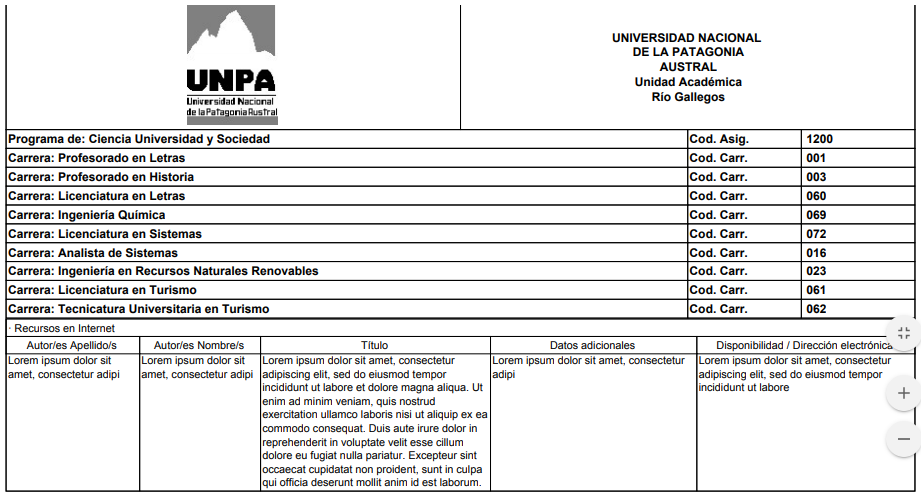 UNPA
Universidad Nacional
de la Patagonia Austral
UNIVERSIDAD NACIONAL
DE LA PATAGONIA
AUSTRAL
Unidad Académica
Río Gallegos
Programa de: Ciencia Universidad y Sociedad Cod. Asig. 1200
Carrera: Profesorado en Letras Cod. Carr. 001
Carrera: Profesorado en Historia Cod. Carr. 003
Carrera: Licenciatura en Letras Cod. Carr. 060
Carrera: Ingeniería Química Cod. Carr. 069
Carrera: Licenciatura en Sistemas Cod. Carr. 072
Carrera: Analista de Sistemas Cod. Carr. 016
Carrera: Ingeniería en Recursos Naturales Renovables Cod. Carr. 023
Carrera: Licenciatura en Turismo Cod. Carr. 061
Carrera: Tecnicatura Universitaria en Turismo Cod. Carr. 062
· Recursos en Internet
Autor/es Apellido/s Autor/es Nombre/s Título Datos adicionales Disponibilidad / Dirección electrónica
Lorem ipsum dolor sit
amet, consectetur adipi
Lorem ipsum dolor sit
amet, consectetur adipi
Lorem ipsum dolor sit amet, consectetur
adipiscing elit, sed do eiusmod tempor
incididunt ut labore et dolore magna aliqua. Ut
enim ad minim veniam, quis nostrud
exercitation ullamco laboris nisi ut aliquip ex ea
commodo consequat. Duis aute irure dolor in
reprehenderit in voluptate velit esse cillum
dolore eu fugiat nulla pariatur. Excepteur sint
occaecat cupidatat non proident, sunt in culpa
qui officia deserunt mollit anim id est laborum.
Lorem ipsum dolor sit amet, consectetur
adipi
Lorem ipsum dolor sit amet, consectetur
adipiscing elit, sed do eiusmod tempor
incididunt ut labore